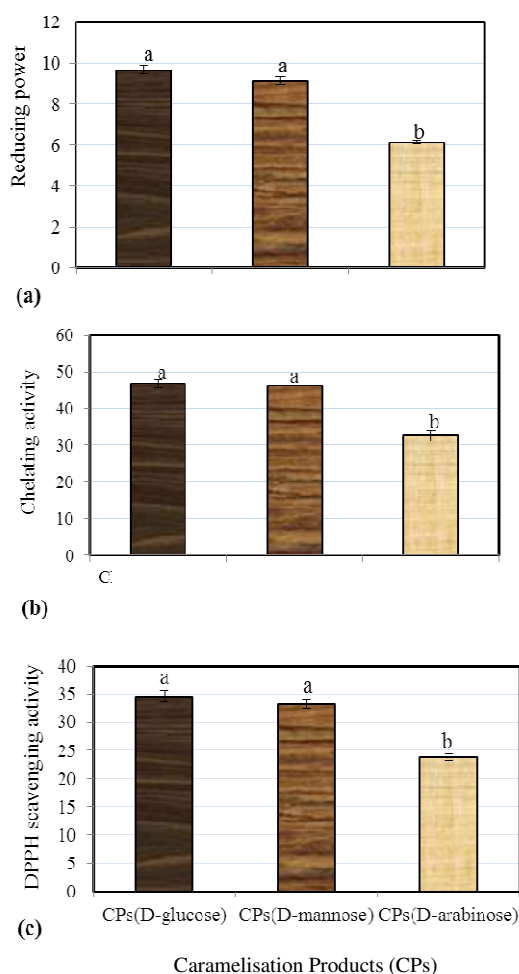 12
a
a
10
8
b
6
4
2
0
Reducing power
(a)
60
50
a
a
40
b
30
20
10
0
Chelating activity
C
(b)
40
a
a
35
30
b
25
20
15
10
5
0
DPPH scavenging activity
CPs(D-glucose) CPs(D-mannose) CPs(D-arabinose)
(c)
Caramelisation Products (CPs)